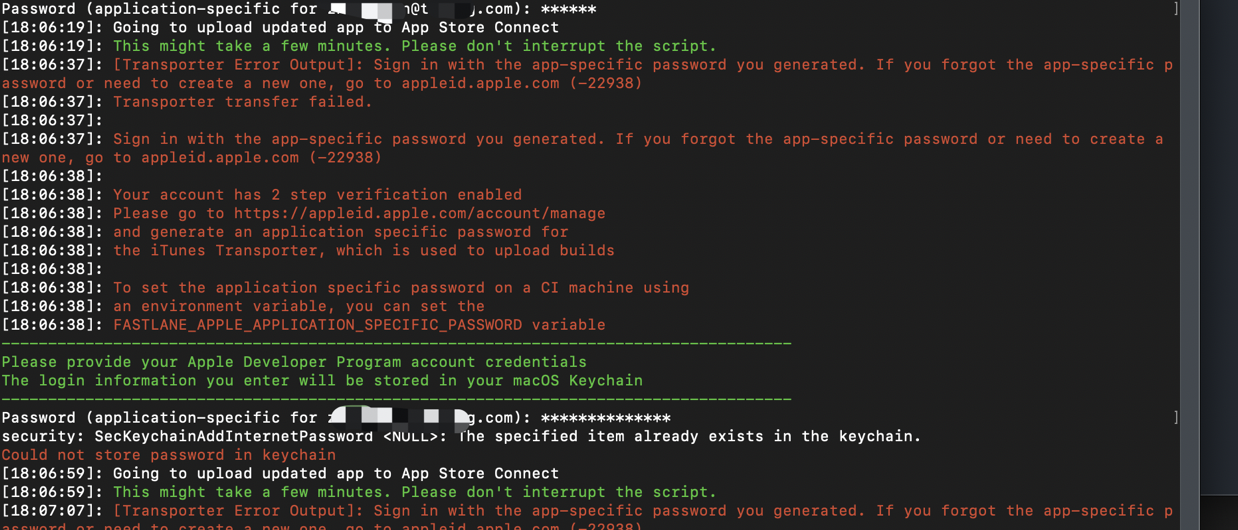 Password (application-specific for n@t .com): ****** ]
[18:06:19]: Going to upload updated app to App Store Connect
[18:06:19]: This might take a few minutes. Please don't interrupt the script.
[18:06:37]: [Transporter Error Output]: Sign in with the app-specific password you generated. If you forgot the app-specific p
assword or need to create a new one, go to appleid.apple.com (-22938)
[18:06:37]: Transporter transfer failed.
[18:06:37]:
[18:06:37]: Sign in with the app-specific password you generated. If you forgot the app-specific password or need to create a
new one, go to appleid.apple.com (-22938)
[18:06:38]:
[18:06:38]: Your account has 2 step verification enabled
[18:06:38]: Please go to https://appleid.apple.com/account/manage
[18:06:38]: and generate an application specific password for
[18:06:38]: the iTunes Transporter, which is used to upload builds
[18:06:38]:
[18:06:38]: To set the application specific password on a CI machine using
[18:06:38]: an environment variable, you can set the
[18:06:38]: FASTLANE_APPLE_APPLICATION_SPECIFIC_PASSWORD variable
-------------------------------------------------------------------------------------
Please provide your Apple Developer Program account credentials
The login information you enter will be stored in your macOS Keychain
-------------------------------------------------------------------------------------
Password (application-specific for g.com): ************** ]
security: SecKeychainAddInternetPassword <NULL>: The specified item already exists in the keychain.
Could not store password in keychain
[18:06:59]: Going to upload updated app to App Store Connect
[18:06:59]: This might take a few minutes. Please don't interrupt the script.
[18:07:07]: [Transporter Error Output]: Sign in with the app-specific password you generated. If you forgot the app-specific p
assword or need to create a new one, go to appleid.apple.com (-22938)